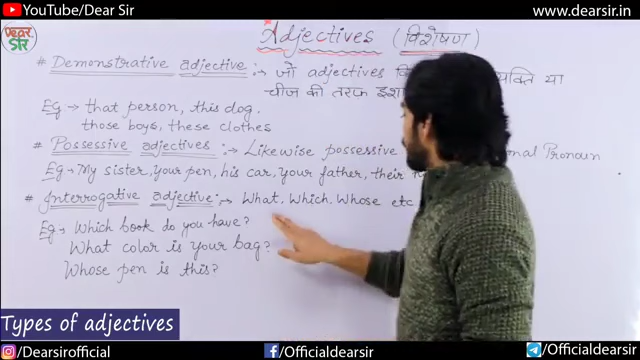 YouTube/Dear Sir
www.dearsir.in
DEAR SIR
Adjectives (विशेषण)
# Demonstrative adjective :- जो adjectives या
चीज की तरफ
Eg → that person, this dog.
those boys, these clothes
# Possessive adjectives :→ Likewise possessive Pronoun
Eg → My sister, your pen, his car, your father, their
# Interrogative adjective :→ What, Which, Whose etc
Eg → Which book do you have?
What color is your bag?
Whose pen is this?
Types of adjectives
/Dearsirofficial
/Officialdearsir
/Officialdearsir